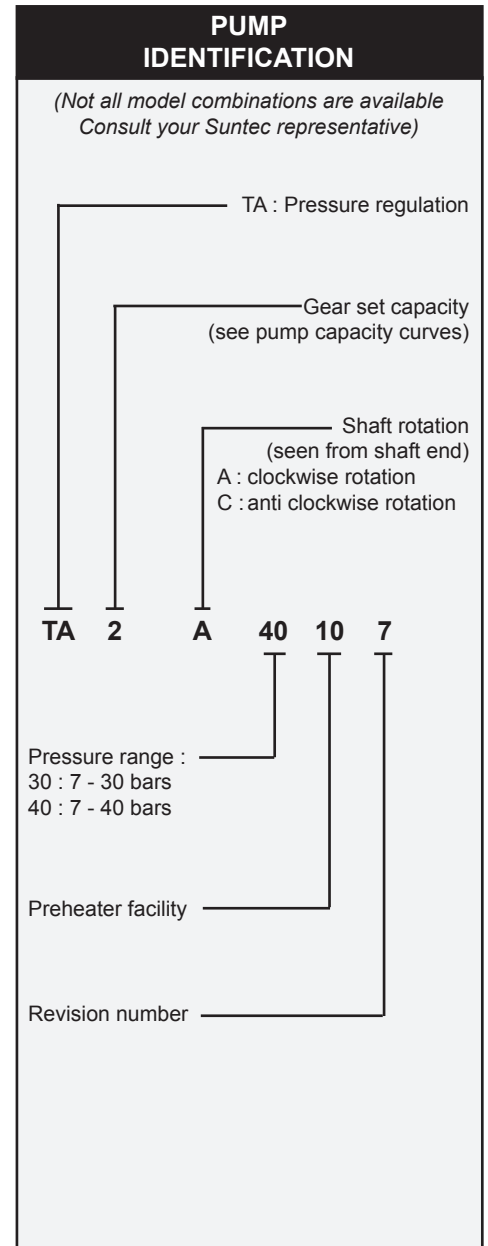 PUMP
IDENTIFICATION
(Not all model combinations are available
Consult your Suntec representative)
TA : Pressure regulation
Gear set capacity
(see pump capacity curves)
Shaft rotation
(seen from shaft end)
A : clockwise rotation
C : anti clockwise rotation
TA 2 A 40 10 7
Pressure range :
30 : 7 - 30 bars
40 : 7 - 40 bars
Preheater facility
Revision number